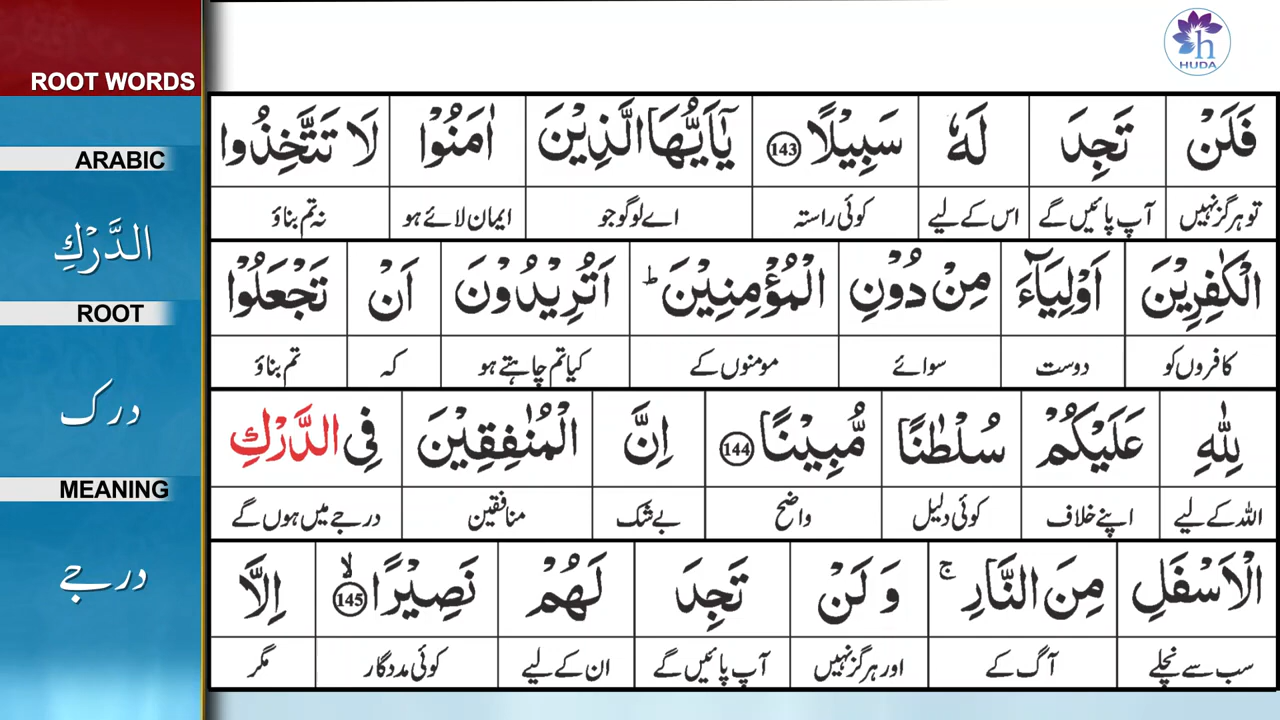 ROOT WORDS
ARABIC
الدَّرْكِ
ROOT
درک
MEANING
درجے
HUDA
فَلَنْ تَجِدَ لَهٗ سَبِيْلًا 143 يٰٓاَيُّهَا الَّذِيْنَ اٰمَنُوْا لَا تَتَّخِذُوا
تو ہرگز نہیں آپ پائیں گے اس کے لیے کوئی راستہ اے لوگو جو ایمان لائے ہو نہ تم بناؤ
الْكٰفِرِيْنَ اَوْلِيَآءَ مِنْ دُوْنِ الْمُؤْمِنِيْنَ ؕ اَتُرِيْدُوْنَ اَنْ تَجْعَلُوْا
کافروں کو دوست سوائے مومنوں کے کیا تم چاہتے ہو کہ تم بناؤ
لِلّٰهِ عَلَيْكُمْ سُلْطٰنًا مُّبِيْنًا 144 اِنَّ الْمُنٰفِقِيْنَ فِى الدَّرْكِ
اللہ کے لیے اپنے خلاف کوئی دلیل واضح بے شک منافقین درجے میں ہوں گے
الْاَسْفَلِ مِنَ النَّارِ ۚ وَ لَنْ تَجِدَ لَهُمْ نَصِيْرًا ۙ 145 اِلَّا
سب سے نچلے آگ کے اور ہرگز نہیں آپ پائیں گے ان کے لیے کوئی مددگار مگر